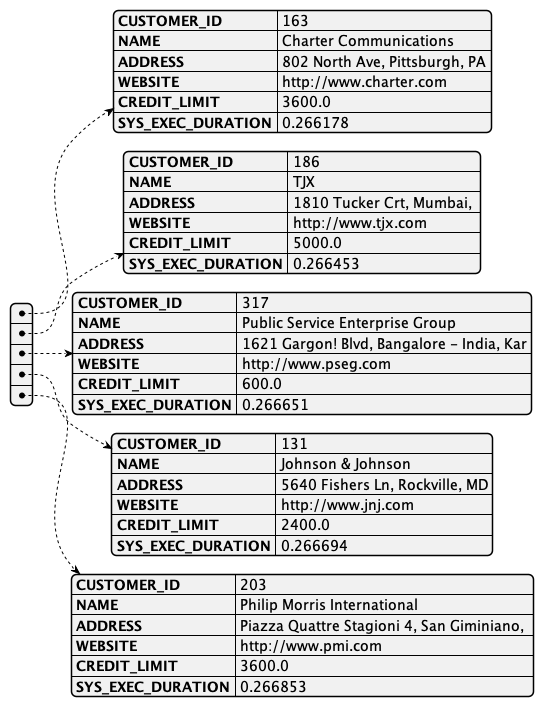 CUSTOMER_ID 163
NAME Charter Communications
ADDRESS 802 North Ave, Pittsburgh, PA
WEBSITE http://www.charter.com
CREDIT_LIMIT 3600.0
SYS_EXEC_DURATION 0.266178
CUSTOMER_ID 186
NAME TJX
ADDRESS 1810 Tucker Crt, Mumbai,
WEBSITE http://www.tjx.com
CREDIT_LIMIT 5000.0
SYS_EXEC_DURATION 0.266453
CUSTOMER_ID 317
NAME Public Service Enterprise Group
ADDRESS 1621 Gargon! Blvd, Bangalore – India, Kar
WEBSITE http://www.pseg.com
CREDIT_LIMIT 600.0
SYS_EXEC_DURATION 0.266651
CUSTOMER_ID 131
NAME Johnson & Johnson
ADDRESS 5640 Fishers Ln, Rockville, MD
WEBSITE http://www.jnj.com
CREDIT_LIMIT 2400.0
SYS_EXEC_DURATION 0.266694
CUSTOMER_ID 203
NAME Philip Morris International
ADDRESS Piazza Quattre Stagioni 4, San Giminiano,
WEBSITE http://www.pmi.com
CREDIT_LIMIT 3600.0
SYS_EXEC_DURATION 0.266853